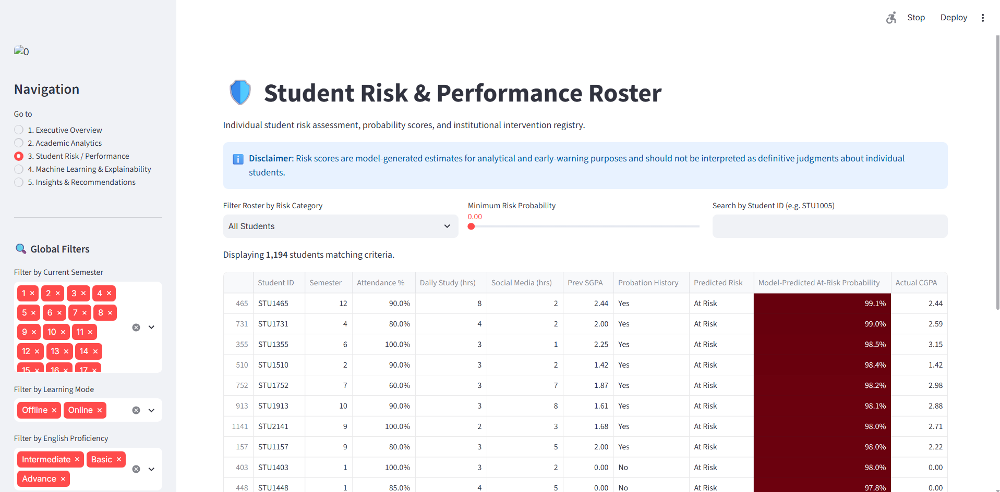 Stop Deploy
0
Navigation
Go to
1. Executive Overview
2. Academic Analytics
3. Student Risk / Performance
4. Machine Learning & Explainability
5. Insights & Recommendations
Global Filters
Filter by Current Semester
1 × 2 × 3 × 4 ×
5 × 6 × 7 × 8 ×
9 × 10 × 11 ×
12 × 13 × 14 ×
15 × 16 × 17 ×
Filter by Learning Mode
Offline × Online ×
Filter by English Proficiency
Intermediate × Basic ×
Advance ×
Student Risk & Performance Roster
Individual student risk assessment, probability scores, and institutional intervention registry.
Disclaimer: Risk scores are model-generated estimates for analytical and early-warning purposes and should not be interpreted as definitive judgments about individual
students.
Filter Roster by Risk Category
All Students
Minimum Risk Probability
0.00
Search by Student ID (e.g. STU1005)
Displaying 1,194 students matching criteria.
Student ID Semester Attendance % Daily Study (hrs) Social Media (hrs) Prev SGPA Probation History Predicted Risk Model-Predicted At-Risk Probability Actual CGPA
465 STU1465 12 90.0% 8 2 2.44 Yes At Risk 99.1% 2.44
731 STU1731 4 80.0% 4 2 2.00 Yes At Risk 99.0% 2.59
355 STU1355 6 100.0% 3 1 2.25 Yes At Risk 98.5% 3.15
510 STU1510 2 90.0% 3 2 1.42 Yes At Risk 98.4% 1.42
752 STU1752 7 60.0% 3 7 1.87 Yes At Risk 98.2% 2.98
913 STU1913 10 90.0% 3 8 1.61 Yes At Risk 98.1% 2.88
1141 STU2141 9 100.0% 2 3 1.68 Yes At Risk 98.0% 2.71
157 STU1157 9 80.0% 3 5 2.00 Yes At Risk 98.0% 2.22
403 STU1403 1 100.0% 3 2 0.00 No At Risk 98.0% 0.00
448 STU1448 1 85.0% 4 5 0.00 No At Risk 97.8% 0.00